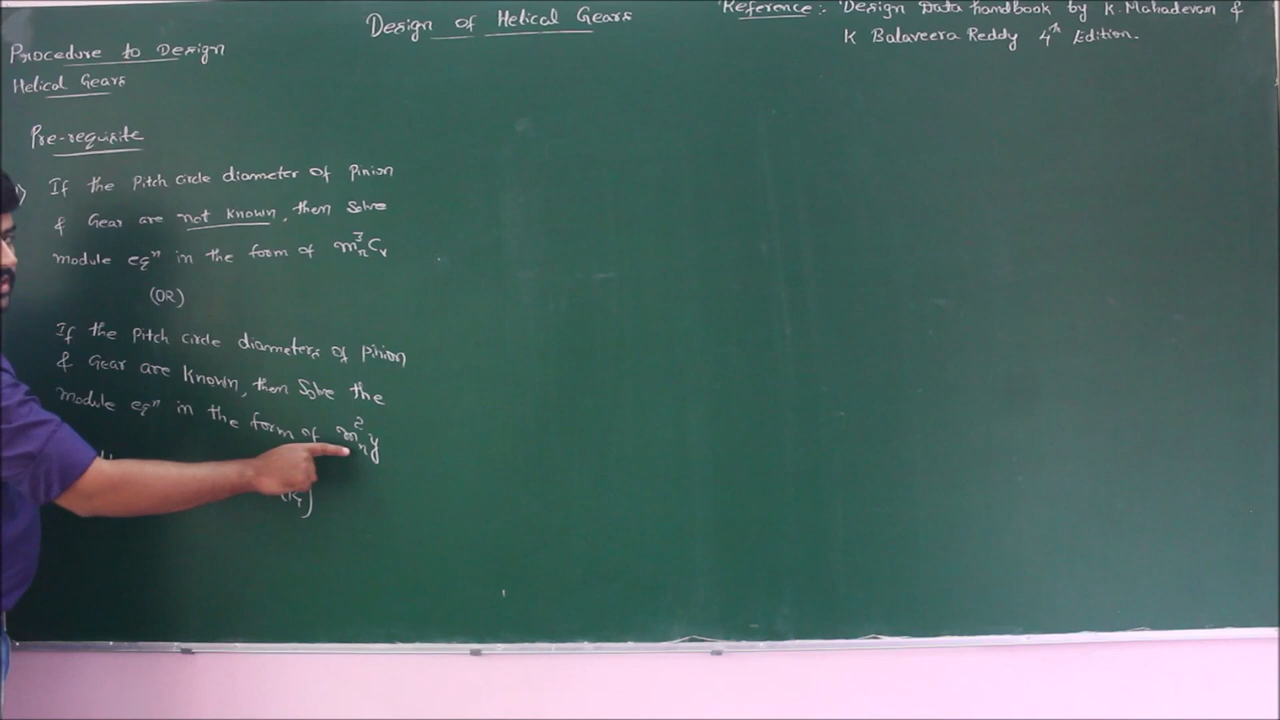 Design of Helical Gears
Reference:- Design Data handbook by K. Mahadevan &
K Balaveera Reddy 4th Edition.
Procedure to Design
Helical Gears
Pre-requisite
If the Pitch circle diameter of Pinion
& Gear are not known, then Solve
module eqⁿ in the form of mₙ³Cᵥ
(OR)
If the Pitch circle diameters of pinion
& Gear are known, then Solve the
module eqⁿ in the form of mₙ²y